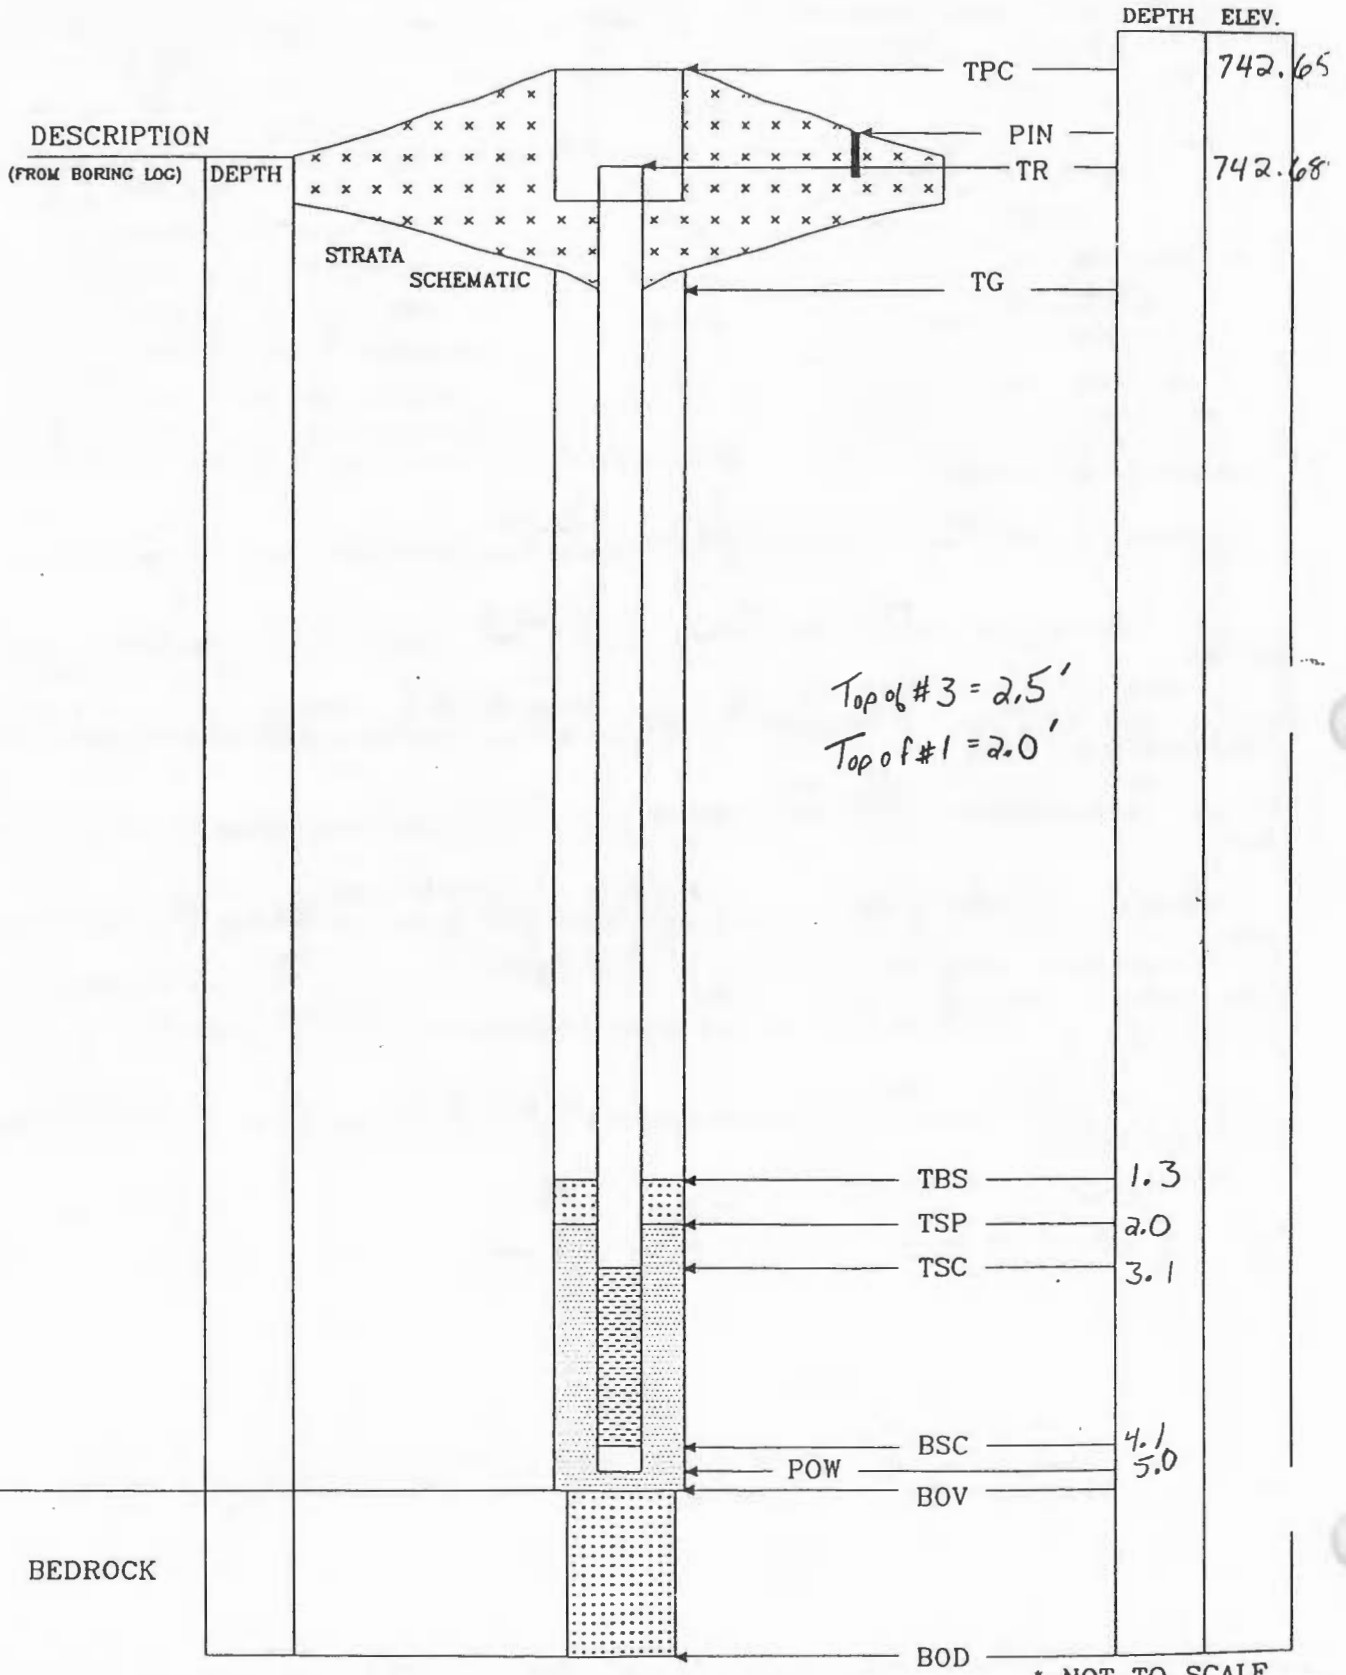 DEPTH ELEV.
TPC 742.65
DESCRIPTION
PIN
(FROM BORING LOG) DEPTH
TR 742.68'
STRATA
SCHEMATIC
TG
Top of #3 = 2.5'
Top of #1 = 2.0'
TBS 1.3
TSP 2.0
TSC 3.1
BSC 4.1
POW 5.0
BOV
BEDROCK
BOD
* NOT TO SCALE